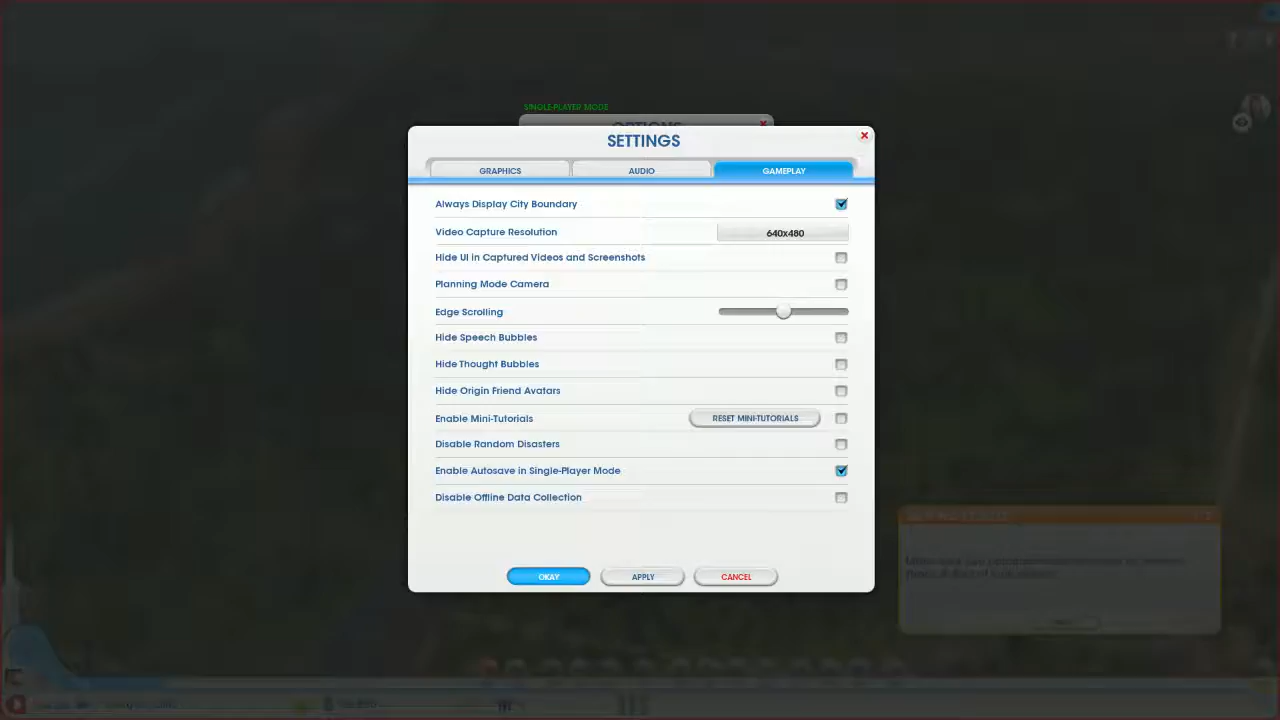 SINGLE-PLAYER MODE
OPTIONS
SETTINGS
GRAPHICS
AUDIO
GAMEPLAY
Always Display City Boundary
Video Capture Resolution
640x480
Hide UI in Captured Videos and Screenshots
Planning Mode Camera
Edge Scrolling
Hide Speech Bubbles
Hide Thought Bubbles
Hide Origin Friend Avatars
Enable Mini-Tutorials
RESET MINI-TUTORIALS
Disable Random Disasters
Enable Autosave in Single-Player Mode
Disable Offline Data Collection
OKAY
APPLY
CANCEL